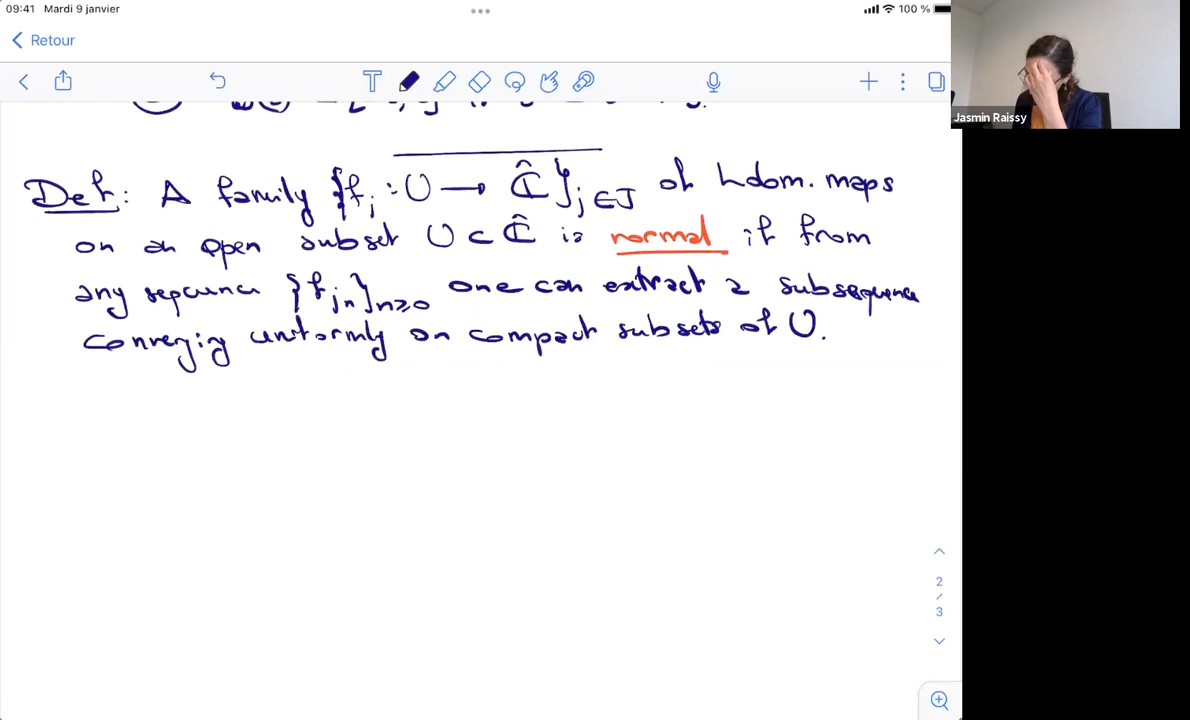 09:41 Mardi 9 janvier
100 %
Retour
Jasmin Raissy
Def: A family {f_j : U → Ĉ}_{j∈J} of holom. maps
on an open subset U ⊂ Ĉ is normal if from
any sequence {f_{j_n}}_{n≥0} one can extract a subsequence
converging uniformly on compact subsets of U.
2
/
3